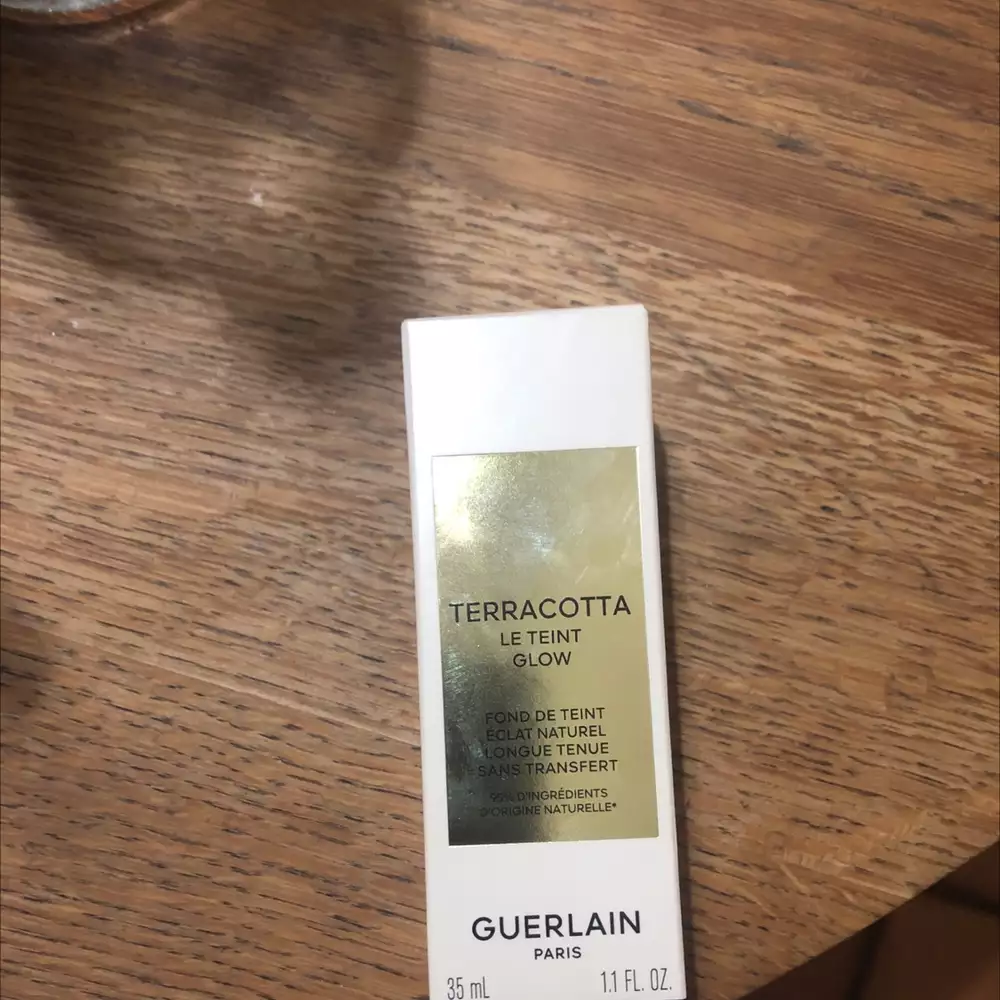 TERRACOTTA
LE TEINT
GLOW
FOND DE TEINT
ÉCLAT NATUREL
LONGUE TENUE
SANS TRANSFERT
95% D'INGRÉDIENTS
D'ORIGINE NATURELLE*
GUERLAIN
PARIS
35 mL 1.1 FL. OZ.